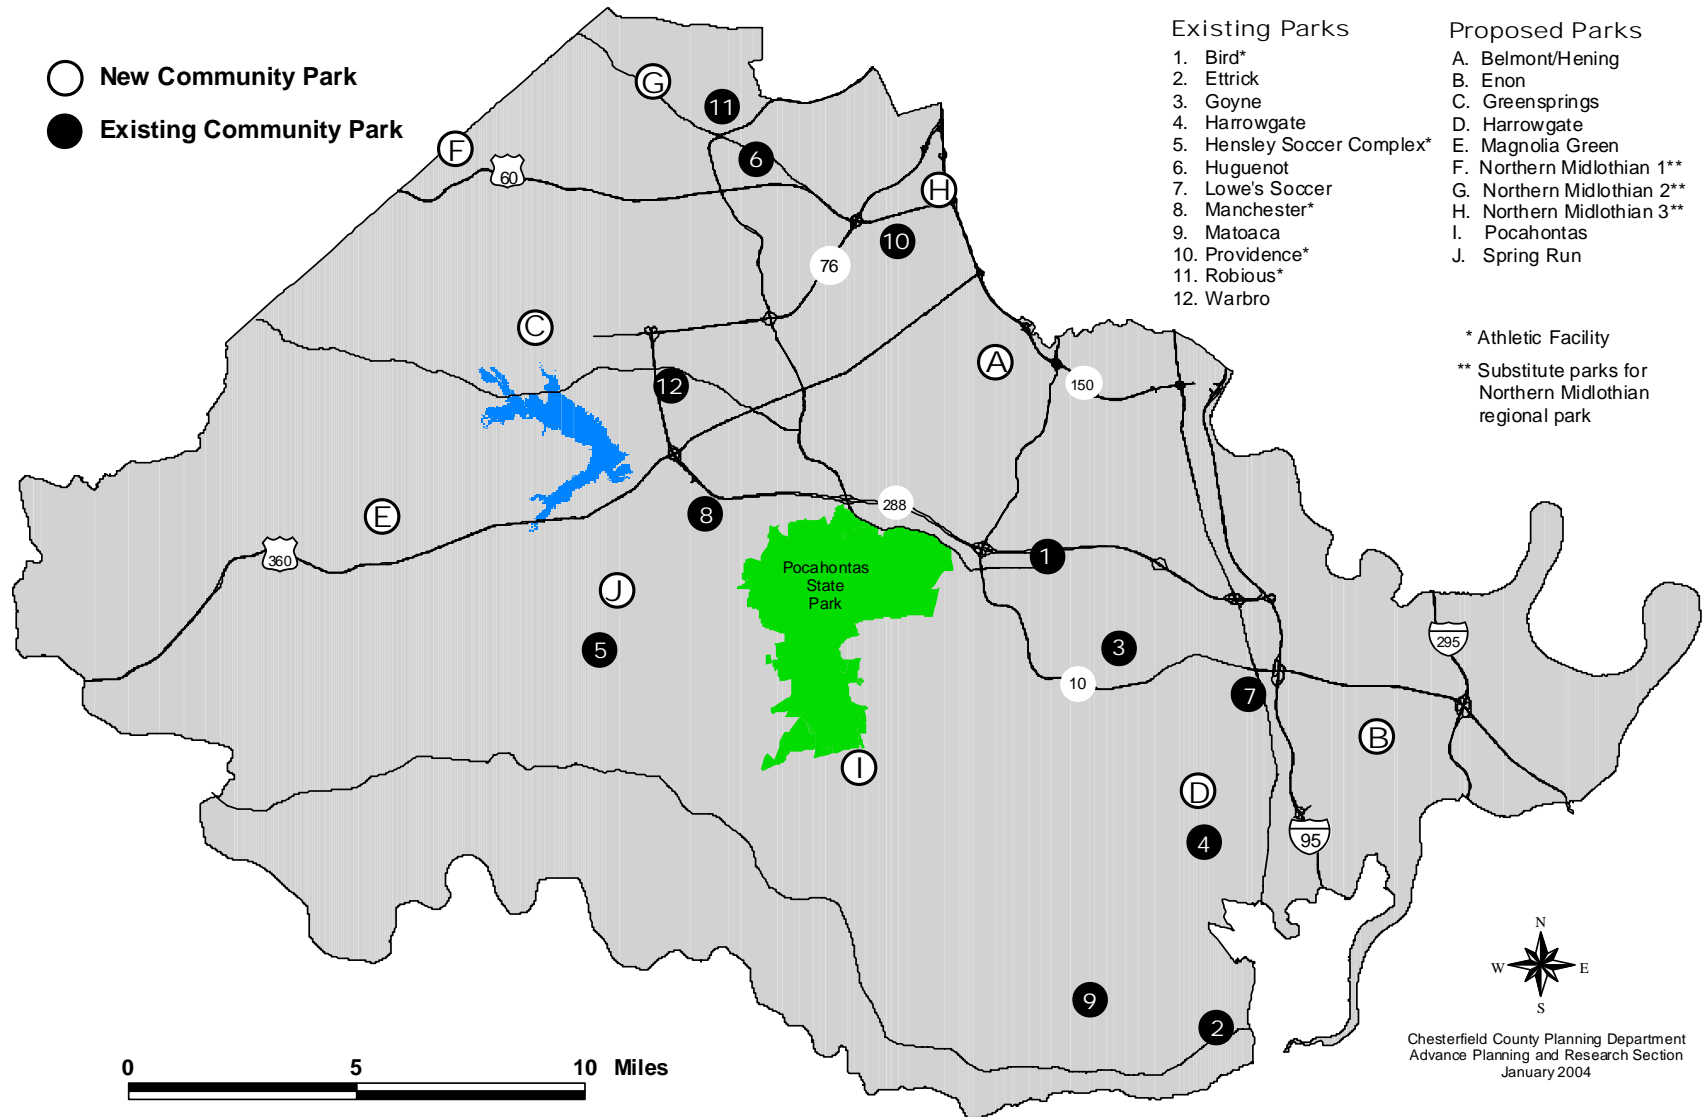 New Community Park
Existing Community Park
Existing Parks
1. Bird*
2. Ettrick
3. Goyne
4. Harrowgate
5. Hensley Soccer Complex*
6. Huguenot
7. Lowe's Soccer
8. Manchester*
9. Matoaca
10. Providence*
11. Robious*
12. Warbro
Proposed Parks
A. Belmont/Hening
B. Enon
C. Greensprings
D. Harrowgate
E. Magnolia Green
F. Northern Midlothian 1**
G. Northern Midlothian 2**
H. Northern Midlothian 3**
I. Pocahontas
J. Spring Run
* Athletic Facility
** Substitute parks for
Northern Midlothian
regional park
G
11
F
6
60
H
10
76
C
A
150
12
E
8
288
360
1
Pocahontas
State
Park
J
5
3
295
10
7
B
I
D
4
95
9
2
N
W E
S
0 5 10 Miles
Chesterfield County Planning Department
Advance Planning and Research Section
January 2004